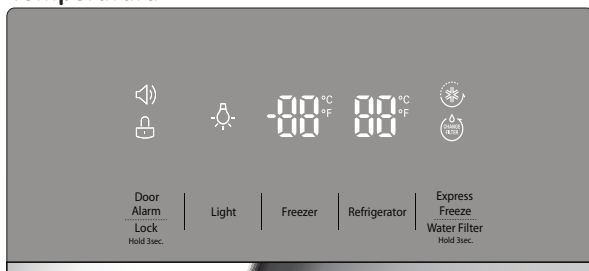 -88 °C
°F
88 °C
°F
CHANGE
FILTER
Door
Alarm
Lock
Hold 3sec.
Light
Freezer
Refrigerator
Express
Freeze
Water Filter
Hold 3sec.